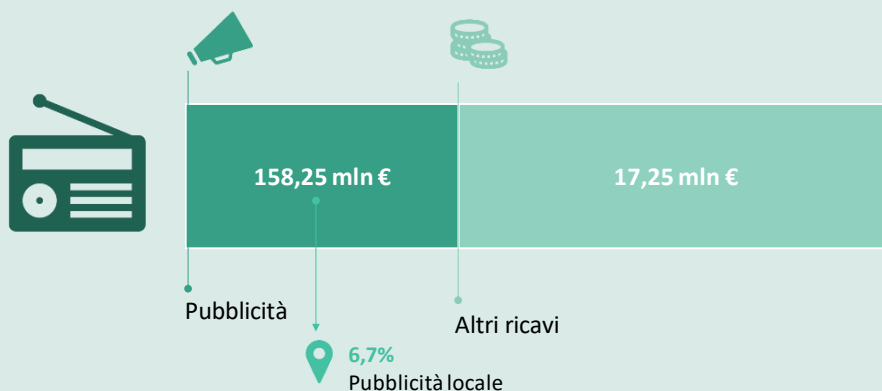 158,25 mln €
17,25 mln €
Pubblicità
Altri ricavi
6,7%
Pubblicità locale